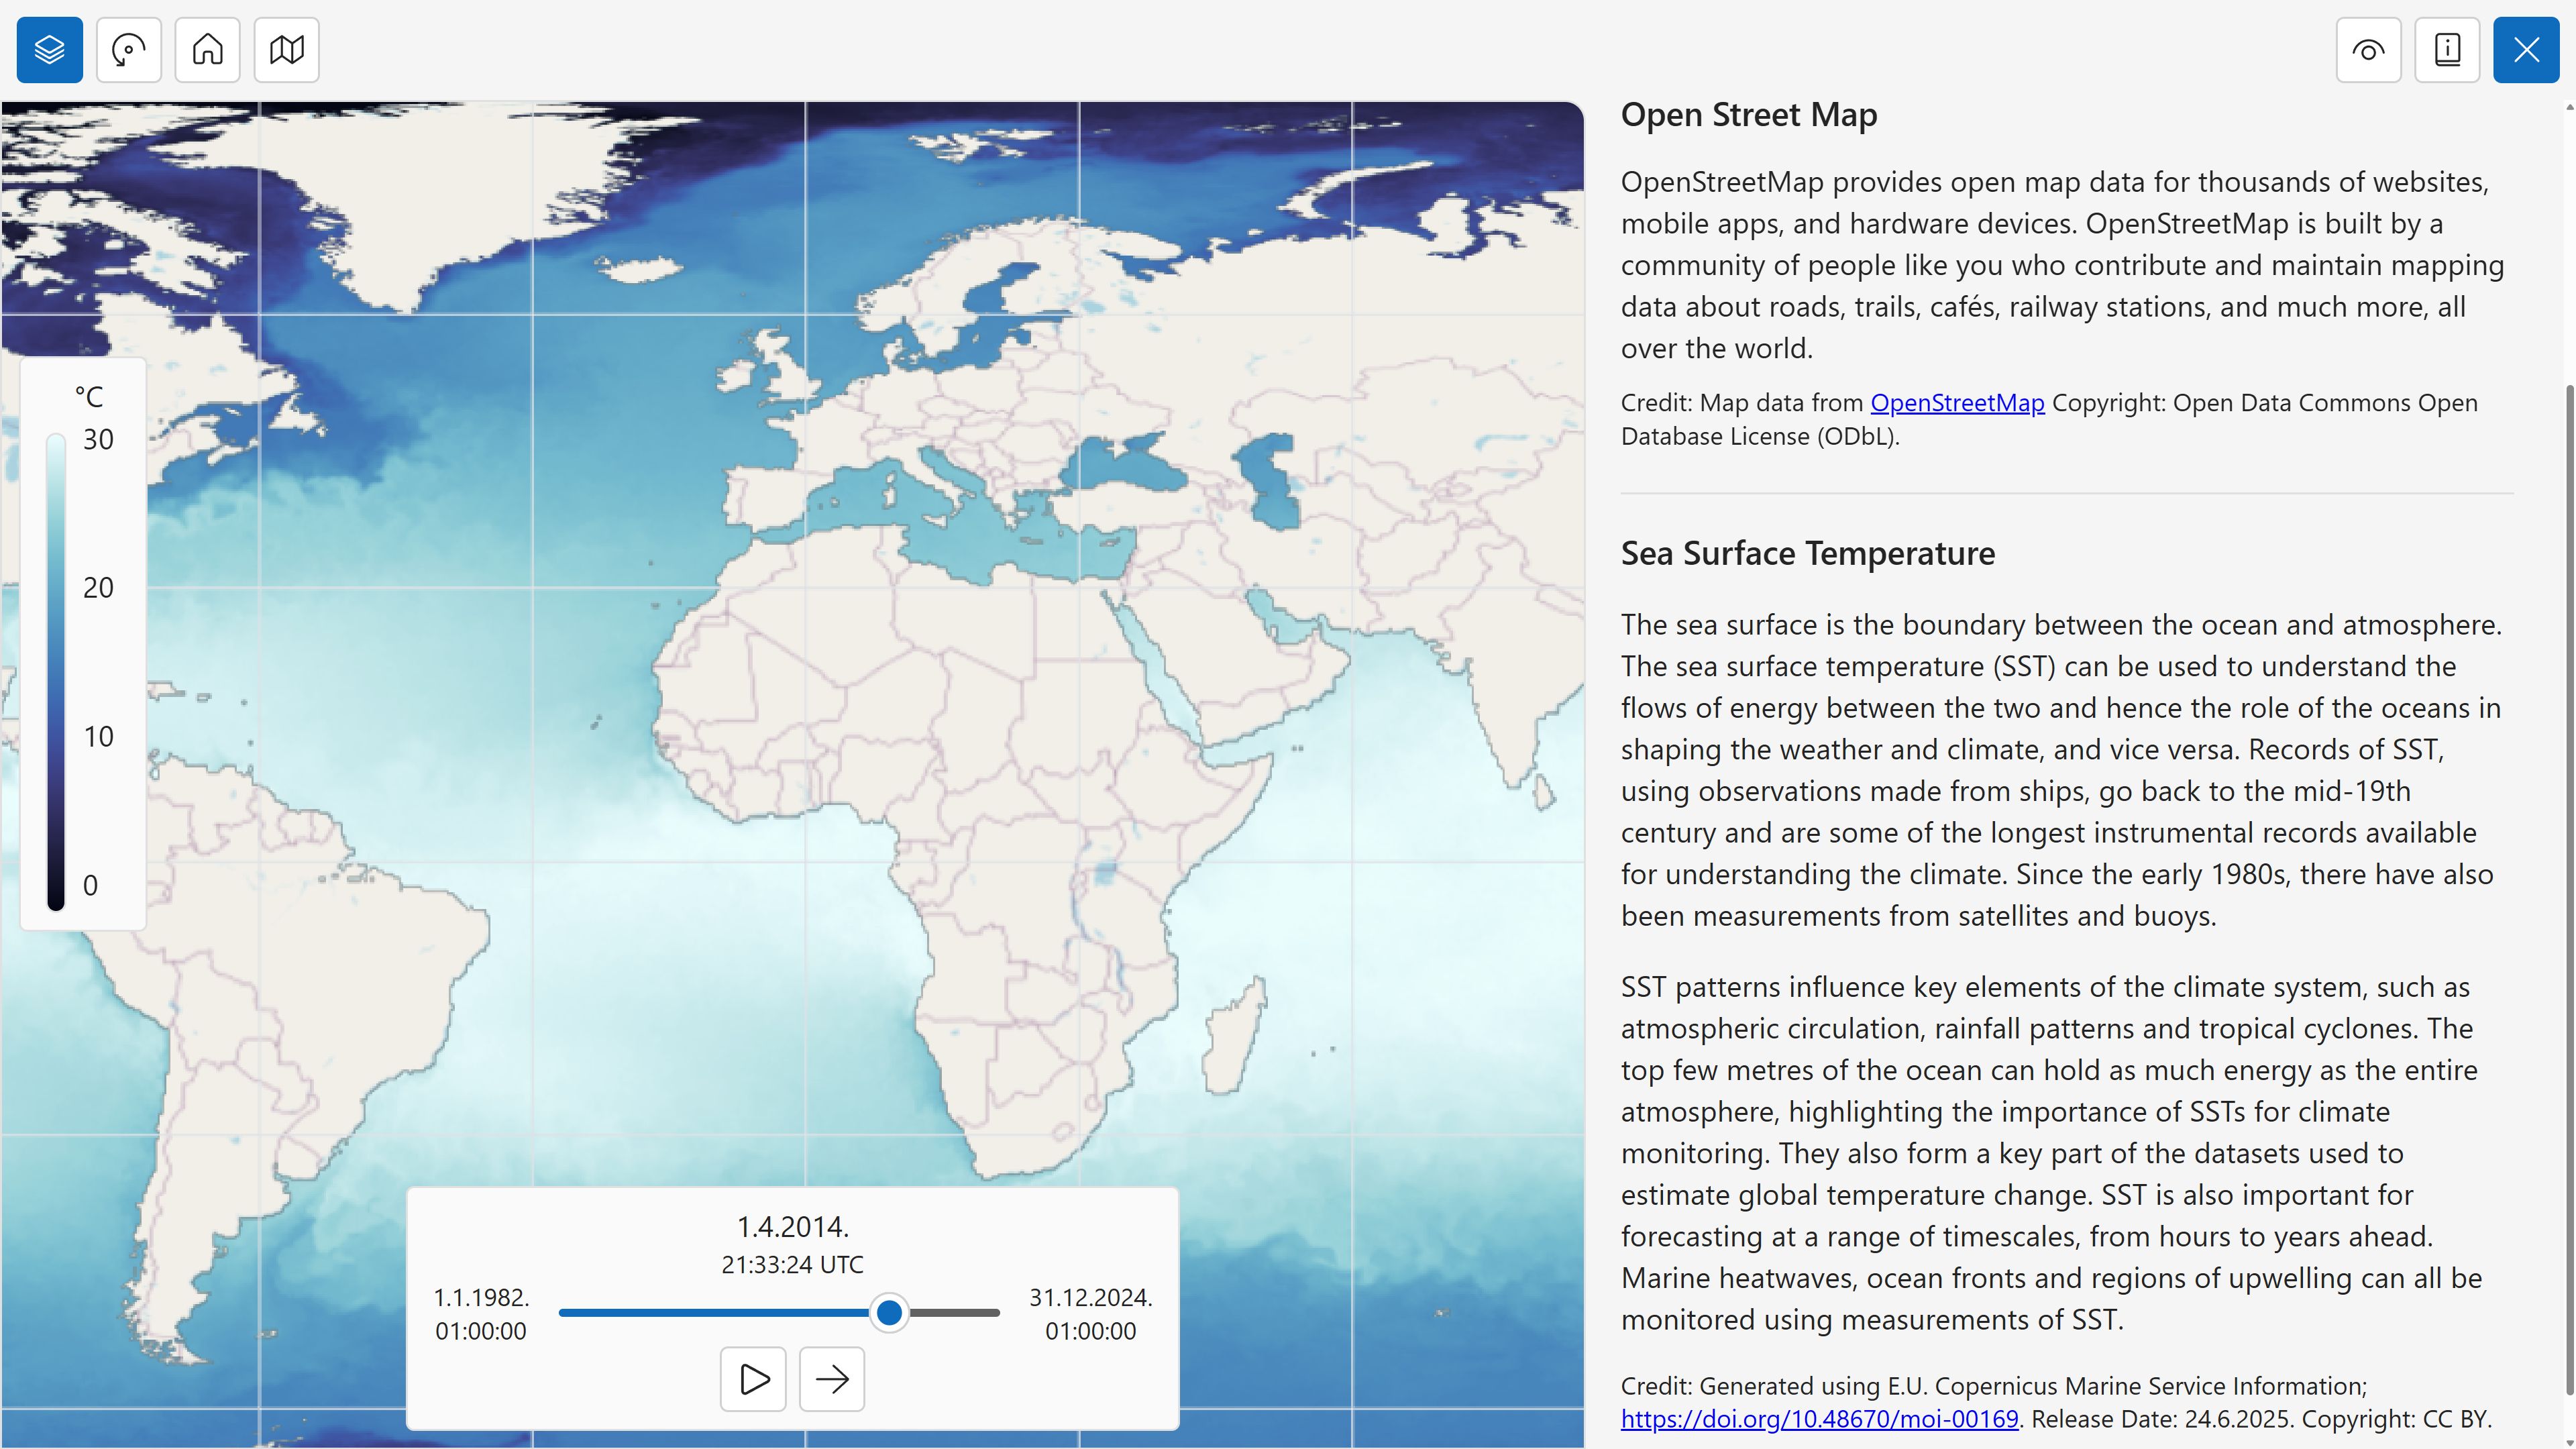 Open Street Map
OpenStreetMap provides open map data for thousands of websites,
mobile apps, and hardware devices. OpenStreetMap is built by a
community of people like you who contribute and maintain mapping
data about roads, trails, cafés, railway stations, and much more, all
over the world.
Credit: Map data from OpenStreetMap Copyright: Open Data Commons Open
Database License (ODbL).
Sea Surface Temperature
The sea surface is the boundary between the ocean and atmosphere.
The sea surface temperature (SST) can be used to understand the
flows of energy between the two and hence the role of the oceans in
shaping the weather and climate, and vice versa. Records of SST,
using observations made from ships, go back to the mid-19th
century and are some of the longest instrumental records available
for understanding the climate. Since the early 1980s, there have also
been measurements from satellites and buoys.
SST patterns influence key elements of the climate system, such as
atmospheric circulation, rainfall patterns and tropical cyclones. The
top few metres of the ocean can hold as much energy as the entire
atmosphere, highlighting the importance of SSTs for climate
monitoring. They also form a key part of the datasets used to
estimate global temperature change. SST is also important for
forecasting at a range of timescales, from hours to years ahead.
Marine heatwaves, ocean fronts and regions of upwelling can all be
monitored using measurements of SST.
Credit: Generated using E.U. Copernicus Marine Service Information;
https://doi.org/10.48670/moi-00169. Release Date: 24.6.2025. Copyright: CC BY.
°C
30
20
10
0
1.4.2014.
21:33:24 UTC
1.1.1982.
01:00:00
31.12.2024.
01:00:00